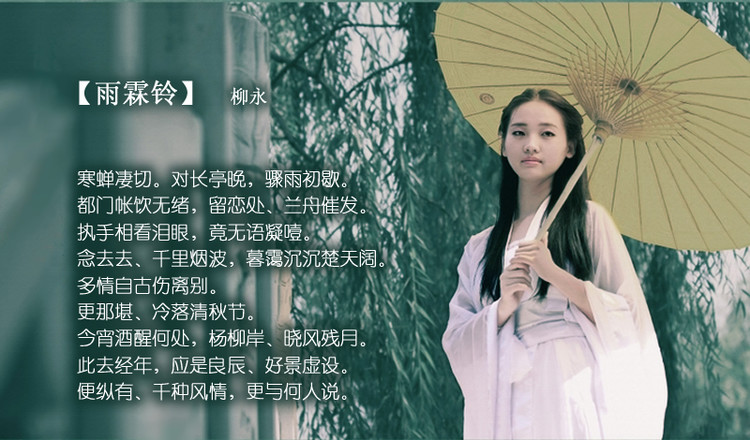 【雨霖铃】 柳永
寒蝉凄切。对长亭晚，骤雨初歇。
都门帐饮无绪，留恋处、兰舟催发。
执手相看泪眼，竟无语凝噎。
念去去、千里烟波，暮霭沉沉楚天阔。
多情自古伤离别。
更那堪、冷落清秋节。
今宵酒醒何处，杨柳岸、晓风残月。
此去经年，应是良辰、好景虚设。
便纵有、千种风情，更与何人说。